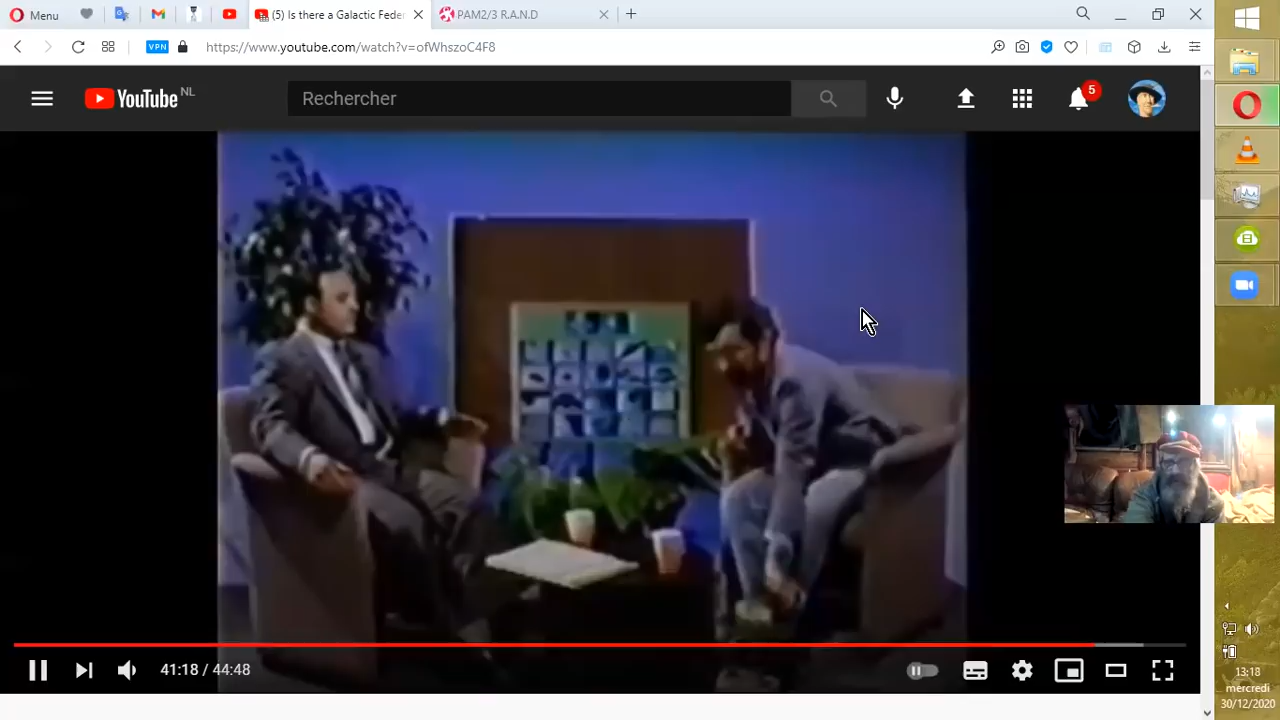 Menu
(5) Is there a Galactic Feder
PAM2/3 R.A.N.D
VPN
https://www.youtube.com/watch?v=ofWhszoC4F8
YouTube NL
Rechercher
5
41:18 / 44:48
13:18
mercredi
30/12/2020